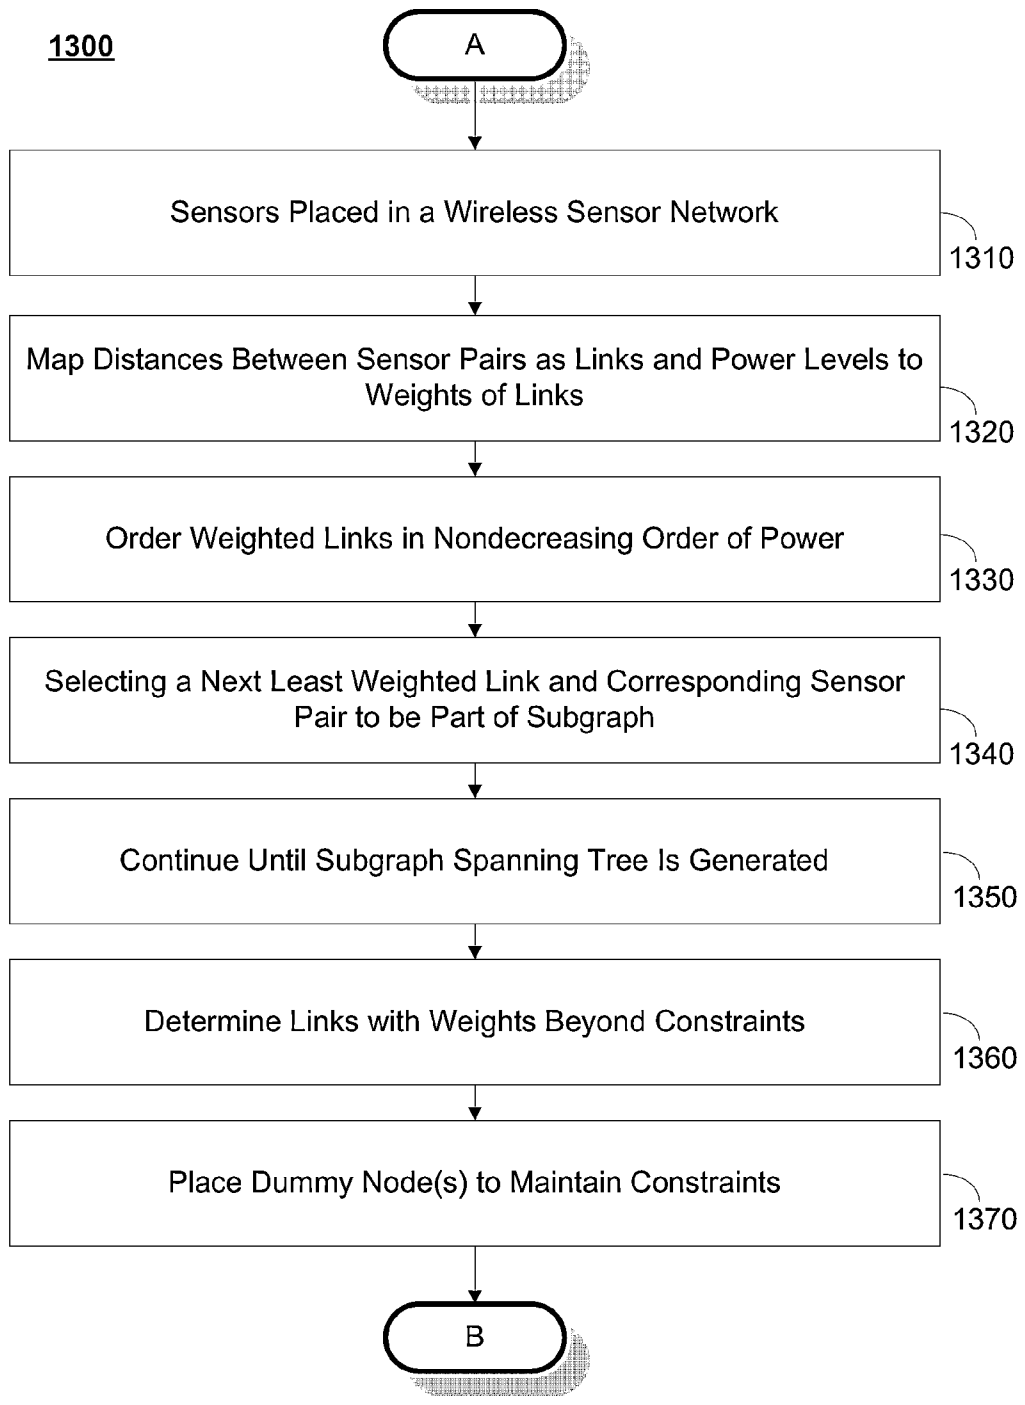 1300
A
Sensors Placed in a Wireless Sensor Network
1310
Map Distances Between Sensor Pairs as Links and Power Levels to
Weights of Links
1320
Order Weighted Links in Nondecreasing Order of Power
1330
Selecting a Next Least Weighted Link and Corresponding Sensor
Pair to be Part of Subgraph
1340
Continue Until Subgraph Spanning Tree Is Generated
1350
Determine Links with Weights Beyond Constraints
1360
Place Dummy Node(s) to Maintain Constraints
1370
B